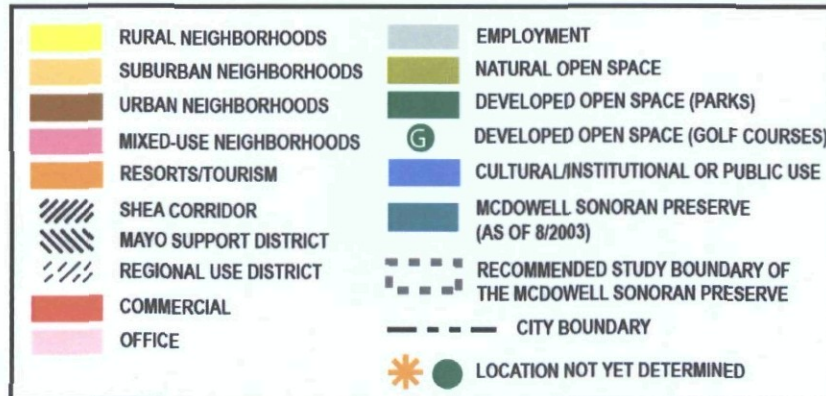 RURAL NEIGHBORHOODS
SUBURBAN NEIGHBORHOODS
URBAN NEIGHBORHOODS
MIXED-USE NEIGHBORHOODS
RESORTS/TOURISM
SHEA CORRIDOR
MAYO SUPPORT DISTRICT
REGIONAL USE DISTRICT
COMMERCIAL
OFFICE
EMPLOYMENT
NATURAL OPEN SPACE
DEVELOPED OPEN SPACE (PARKS)
G DEVELOPED OPEN SPACE (GOLF COURSES)
CULTURAL/INSTITUTIONAL OR PUBLIC USE
MCDOWELL SONORAN PRESERVE
(AS OF 8/2003)
RECOMMENDED STUDY BOUNDARY OF
THE MCDOWELL SONORAN PRESERVE
CITY BOUNDARY
LOCATION NOT YET DETERMINED